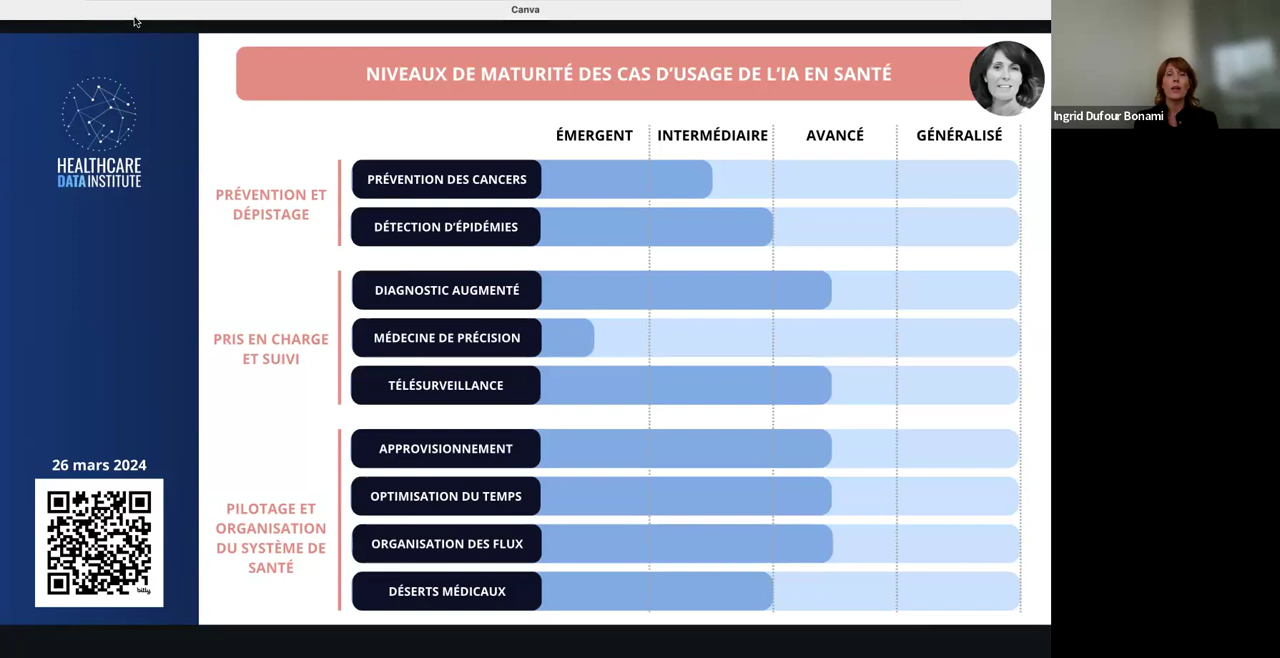 Canva
NIVEAUX DE MATURITÉ DES CAS D’USAGE DE L’IA EN SANTÉ
Ingrid Dufour Bonami
HEALTHCARE
DATA INSTITUTE
ÉMERGENT
INTERMÉDIAIRE
AVANCÉ
GÉNÉRALISÉ
PRÉVENTION ET
DÉPISTAGE
PRÉVENTION DES CANCERS
DÉTECTION D’ÉPIDÉMIES
PRIS EN CHARGE
ET SUIVI
DIAGNOSTIC AUGMENTÉ
MÉDECINE DE PRÉCISION
TÉLÉSURVEILLANCE
PILOTAGE ET
ORGANISATION
DU SYSTÈME DE
SANTÉ
APPROVISIONNEMENT
OPTIMISATION DU TEMPS
ORGANISATION DES FLUX
DÉSERTS MÉDICAUX
26 mars 2024
bitly